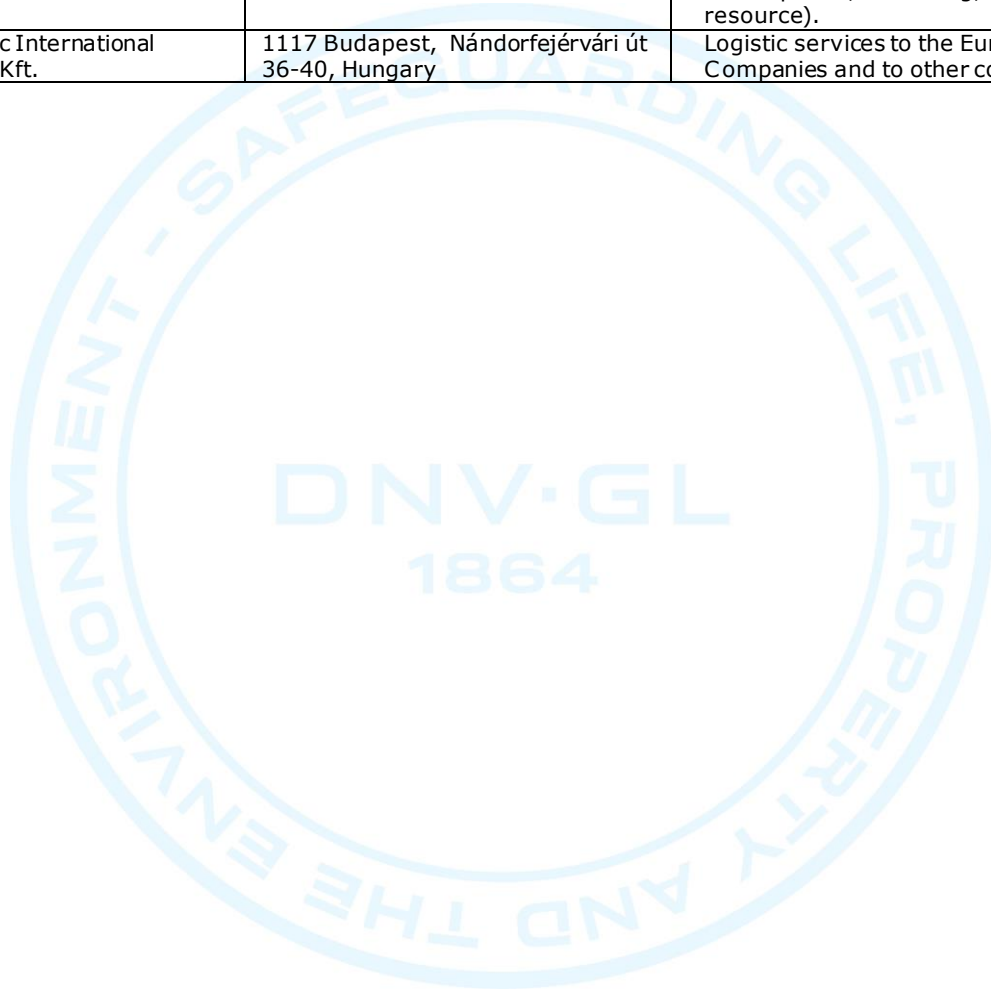 resource).
c International
Kft.
1117 Budapest, Nándorfejérvári út
36-40, Hungary
Logistic services to the Eur
Companies and to other co
SAFEGUARDING LIFE, PROPERTY AND THE ENVIRONMENT -
DNV·GL
1864